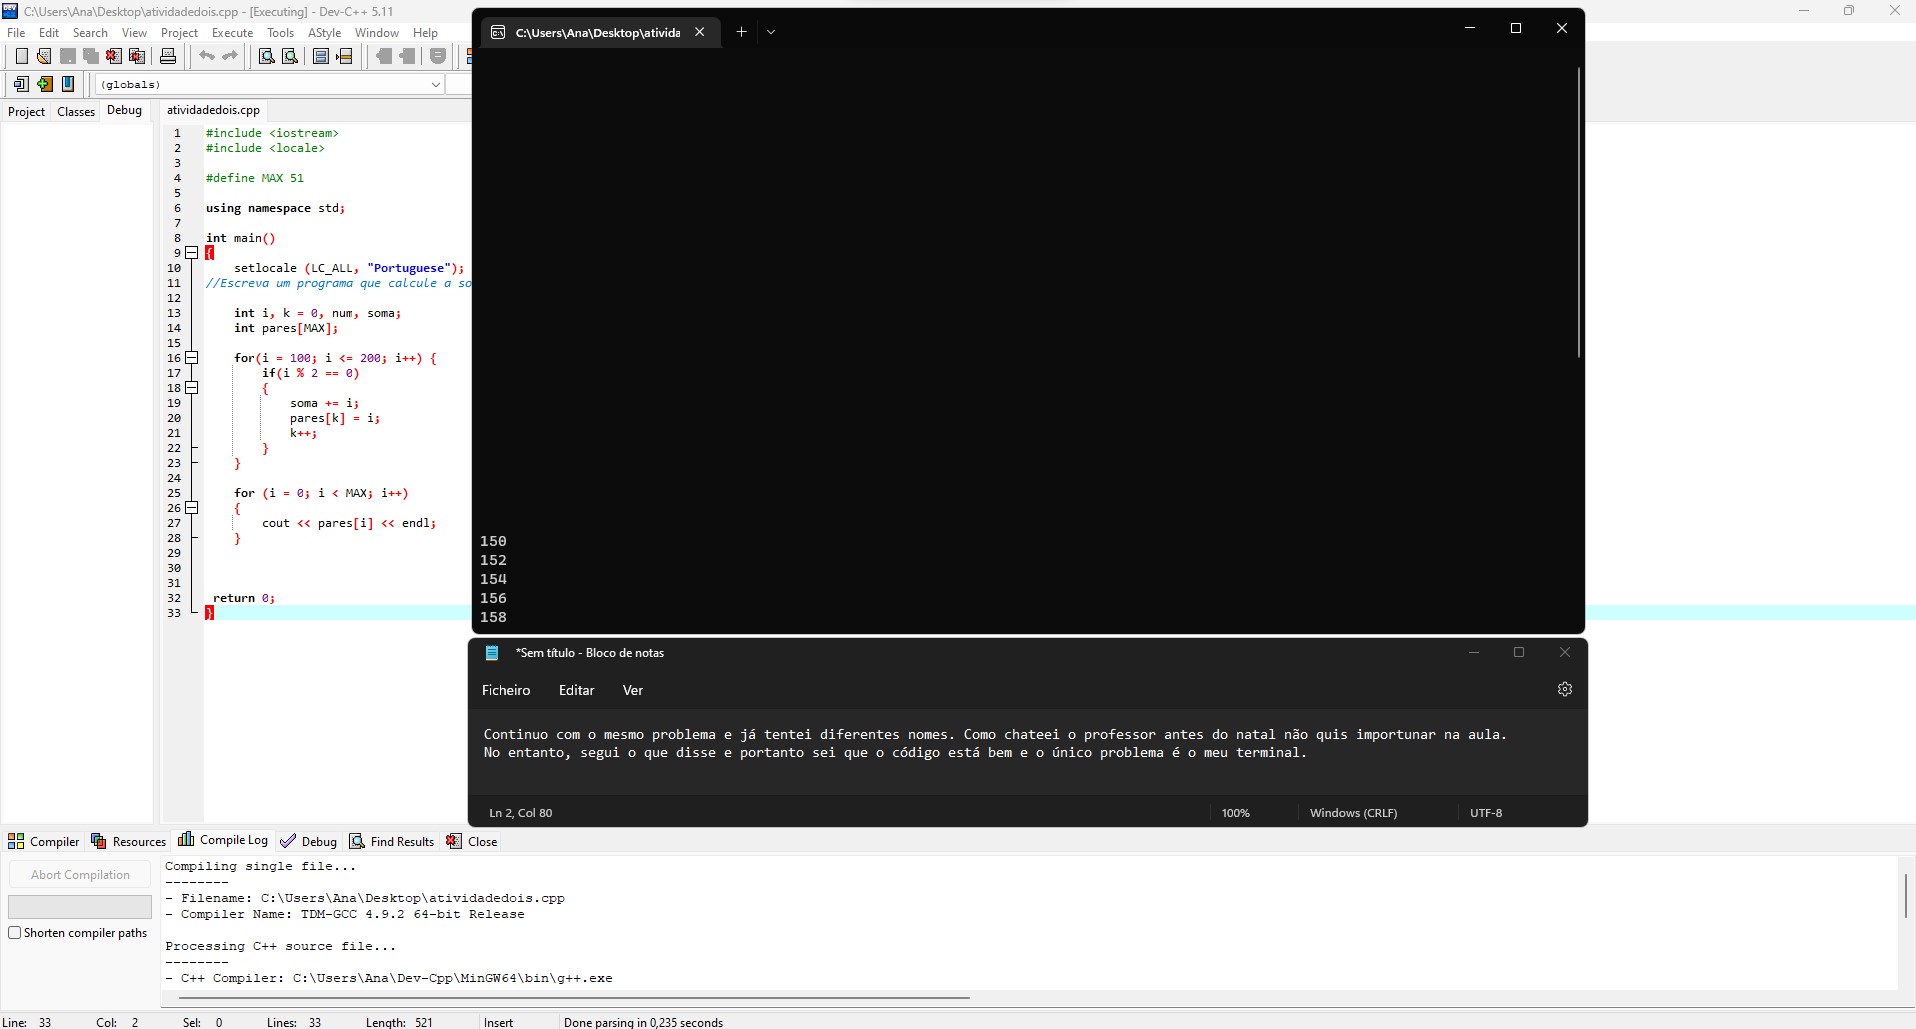 C:\Users\Ana\Desktop\atividadedois.cpp - [Executing] - Dev-C++ 5.11
File Edit Search View Project Execute Tools AStyle Window Help
(globals)
Project Classes Debug
atividadedois.cpp
1 #include <iostream>
2 #include <locale>
3
4 #define MAX 51
5
6 using namespace std;
7
8 int main()
9 {
10 setlocale (LC_ALL, "Portuguese");
11 //Escreva um programa que calcule a so
12
13 int i, k = 0, num, soma;
14 int pares[MAX];
15
16 for(i = 100; i <= 200; i++) {
17 if(i % 2 == 0)
18 {
19 soma += i;
20 pares[k] = i;
21 k++;
22 }
23 }
24
25 for (i = 0; i < MAX; i++)
26 {
27 cout << pares[i] << endl;
28 }
29
30
31
32 return 0;
33 }
C:\Users\Ana\Desktop\ativida
150
152
154
156
158
*Sem título - Bloco de notas
Ficheiro Editar Ver
Continuo com o mesmo problema e já tentei diferentes nomes. Como chateei o professor antes do natal não quis importunar na aula.
No entanto, segui o que disse e portanto sei que o código está bem e o único problema é o meu terminal.
Ln 2, Col 80 100% Windows (CRLF) UTF-8
Compiler Resources Compile Log Debug Find Results Close
Abort Compilation
Shorten compiler paths
Compiling single file...
--------
- Filename: C:\Users\Ana\Desktop\atividadedois.cpp
- Compiler Name: TDM-GCC 4.9.2 64-bit Release
Processing C++ source file...
--------
- C++ Compiler: C:\Users\Ana\Dev-Cpp\MinGW64\bin\g++.exe
Line: 33 Col: 2 Sel: 0 Lines: 33 Length: 521 Insert Done parsing in 0,235 seconds